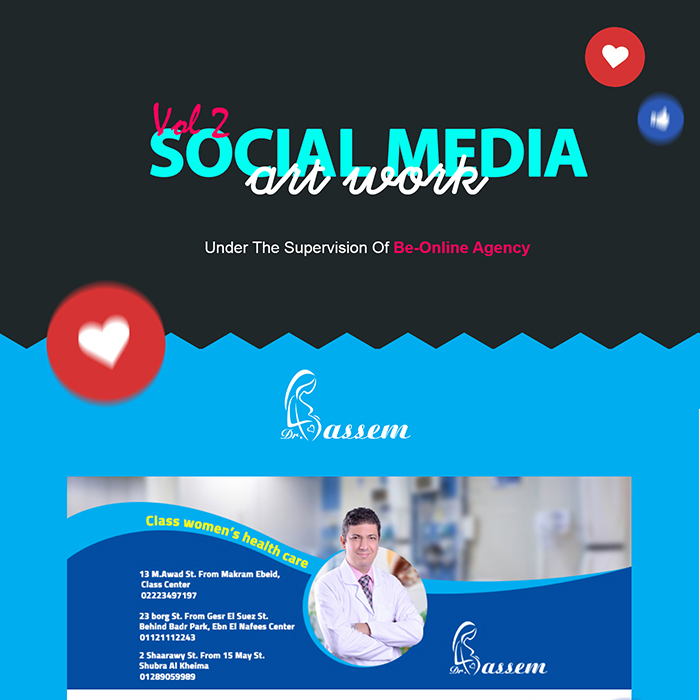 Vol 2
SOCIAL MEDIA
art work
Under The Supervision Of Be-Online Agency
Dr. Bassem
Class women's health care
13 M.Awad St. From Makram Ebeid,
Class Center
02223497197
23 borg St. From Gesr El Suez St.
Behind Badr Park, Ebn El Nafees Center
01121112243
2 Shaarawy St. From 15 May St.
Shubra Al Kheima
01289059989
Dr. Bassem